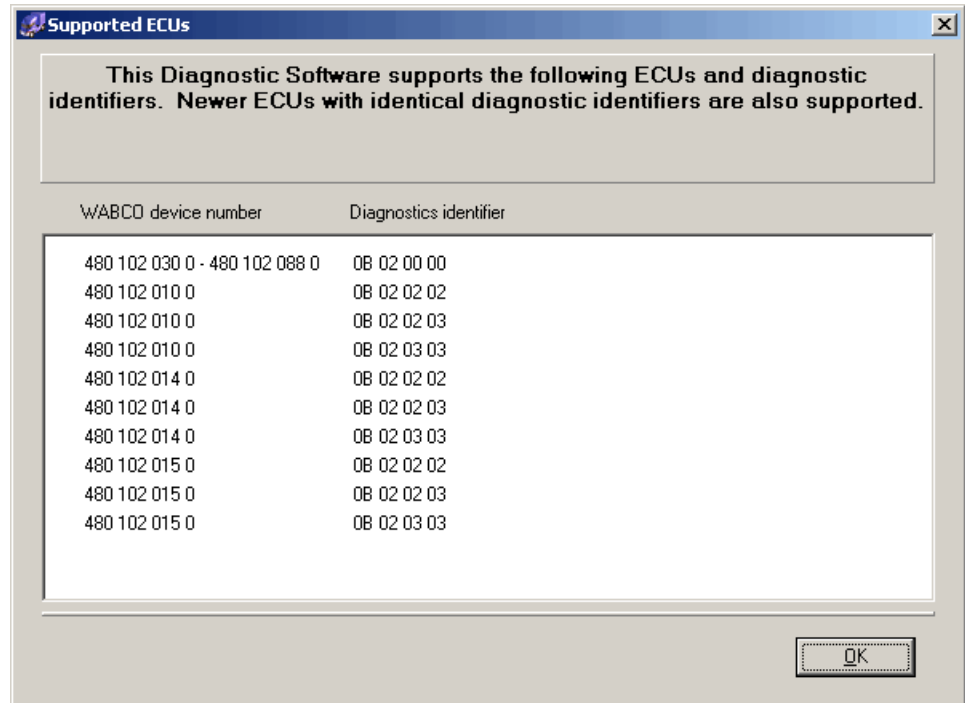 Supported ECUs
This Diagnostic Software supports the following ECUs and diagnostic
identifiers. Newer ECUs with identical diagnostic identifiers are also supported.
WABCO device number Diagnostics identifier
480 102 030 0 - 480 102 088 0 0B 02 00 00
480 102 010 0 0B 02 02 02
480 102 010 0 0B 02 02 03
480 102 010 0 0B 02 03 03
480 102 014 0 0B 02 02 02
480 102 014 0 0B 02 02 03
480 102 014 0 0B 02 03 03
480 102 015 0 0B 02 02 02
480 102 015 0 0B 02 02 03
480 102 015 0 0B 02 03 03
OK